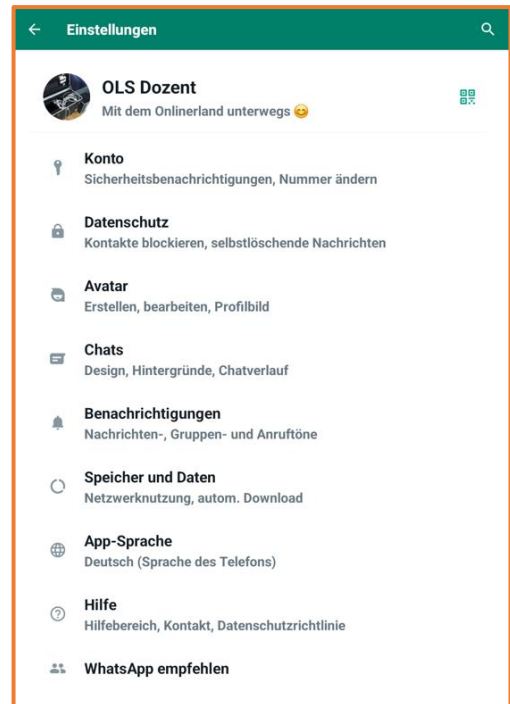 Einstellungen
OLS Dozent
Mit dem Onlinerland unterwegs 😊
Konto
Sicherheitsbenachrichtigungen, Nummer ändern
Datenschutz
Kontakte blockieren, selbstlöschende Nachrichten
Avatar
Erstellen, bearbeiten, Profilbild
Chats
Design, Hintergründe, Chatverlauf
Benachrichtigungen
Nachrichten-, Gruppen- und Anruftöne
Speicher und Daten
Netzwerknutzung, autom. Download
App-Sprache
Deutsch (Sprache des Telefons)
Hilfe
Hilfebereich, Kontakt, Datenschutzrichtlinie
WhatsApp empfehlen